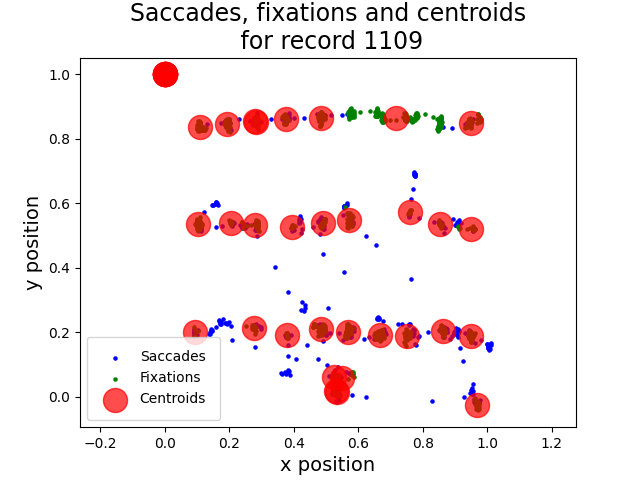 Saccades, fixations and centroids
for record 1109
1.0
0.8
0.6
0.4
0.2
0.0
y position
Saccades
Fixations
Centroids
−0.2
0.0
0.2
0.4
0.6
0.8
1.0
1.2
x position